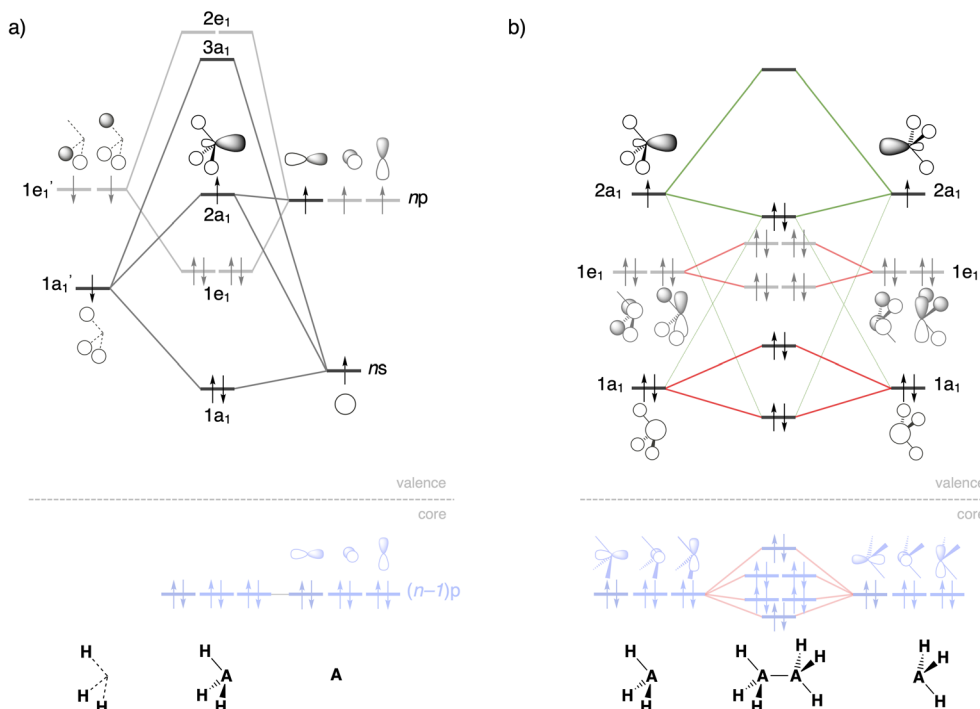 a)
2e₁
3a₁
1e₁'
2a₁
np
1a₁'
1e₁
ns
1a₁
valence
core
(n–1)p
H
H
H
H
A
H
H
A
b)
2a₁
2a₁
1e₁
1e₁
1a₁
1a₁
valence
core
H
A
H
H
H
H
H
A
A
H
H
H
H
H
A
H